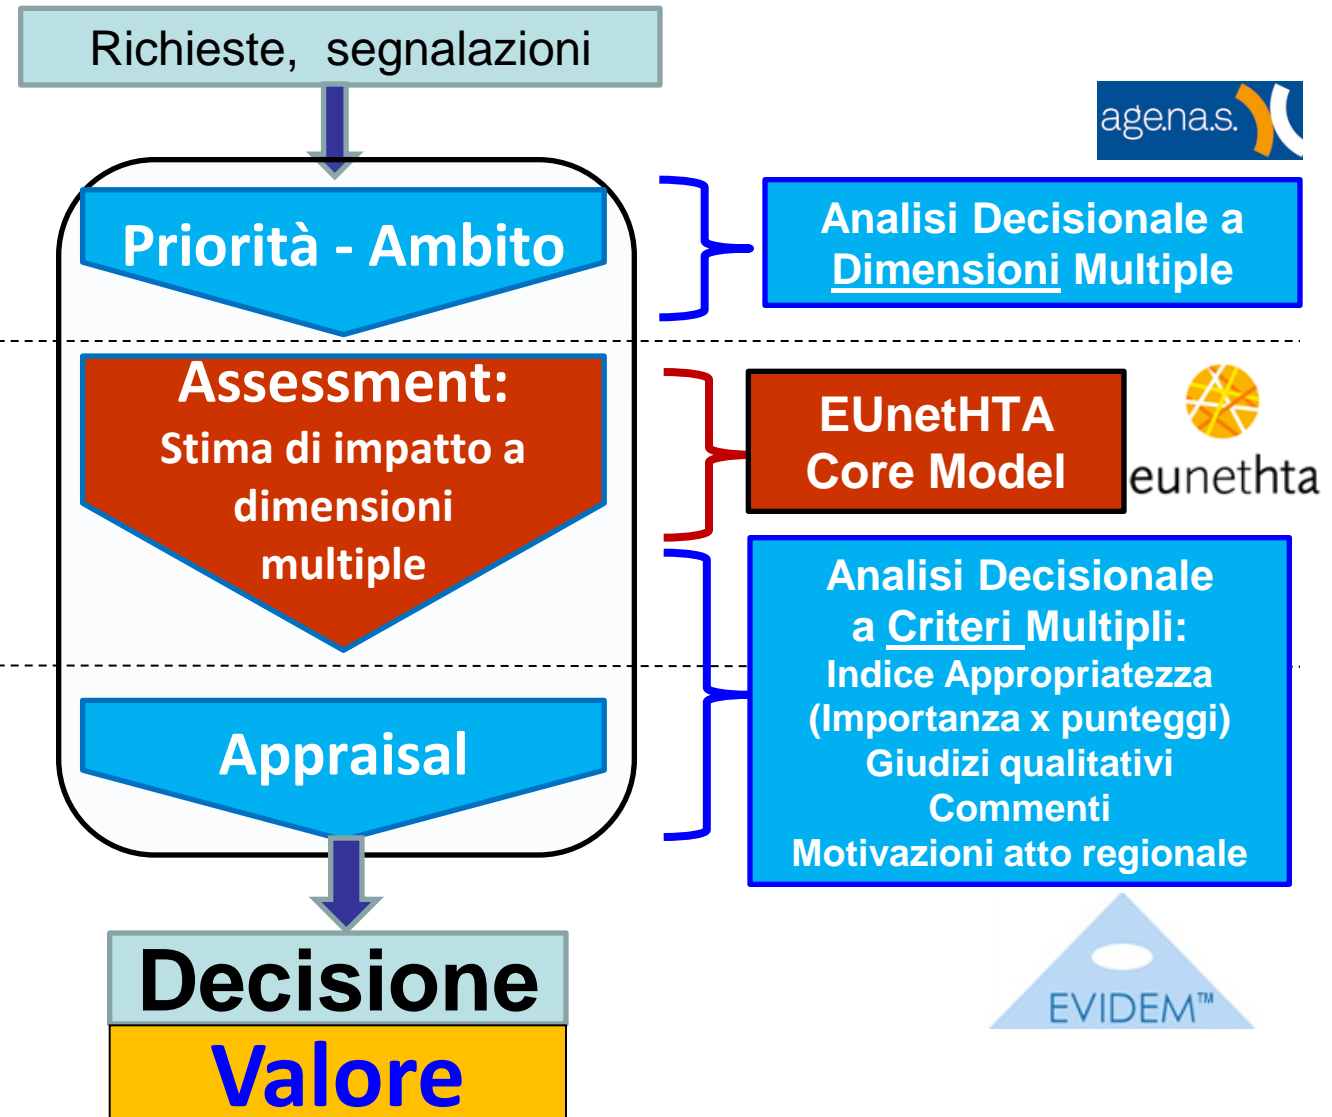 Richieste, segnalazioni
agenas.
Priorità - Ambito
Analisi Decisionale a
Dimensioni Multiple
Assessment:
Stima di impatto a
dimensioni
multiple
EUnetHTA
Core Model
eunethta
Analisi Decisionale
a Criteri Multipli:
Indice Appropriatezza
(Importanza x punteggi)
Giudizi qualitativi
Commenti
Motivazioni atto regionale
Appraisal
EVIDEM™
Decisione
Valore